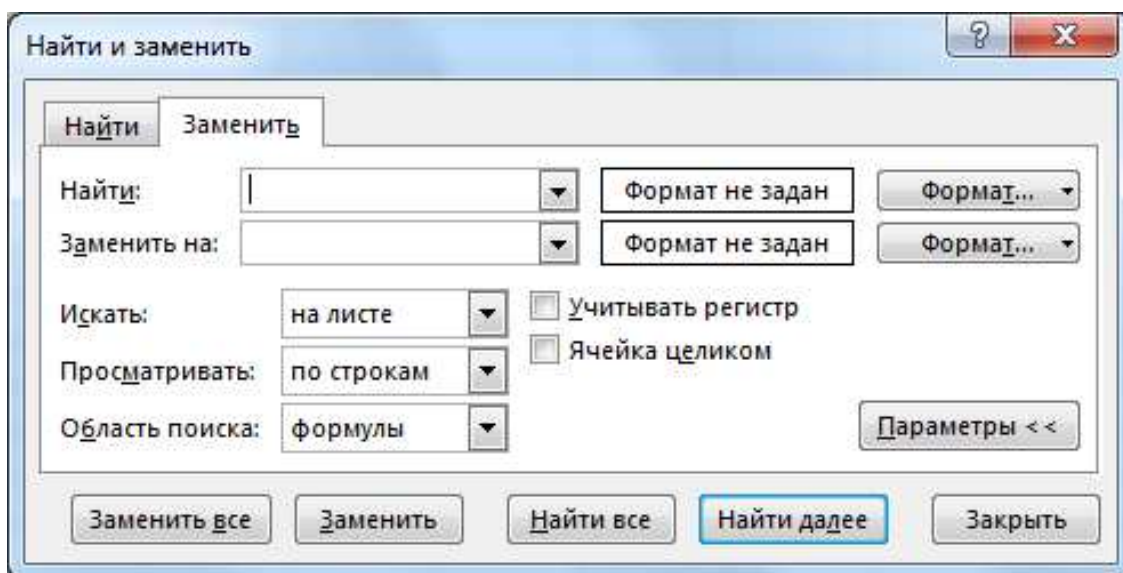 Найти и заменить
Найти Заменить
Найти: Формат не задан Формат...
Заменить на: Формат не задан Формат...
Искать: на листе Учитывать регистр
Ячейка целиком
Просматривать: по строкам
Область поиска: формулы Параметры <<
Заменить все Заменить Найти все Найти далее Закрыть